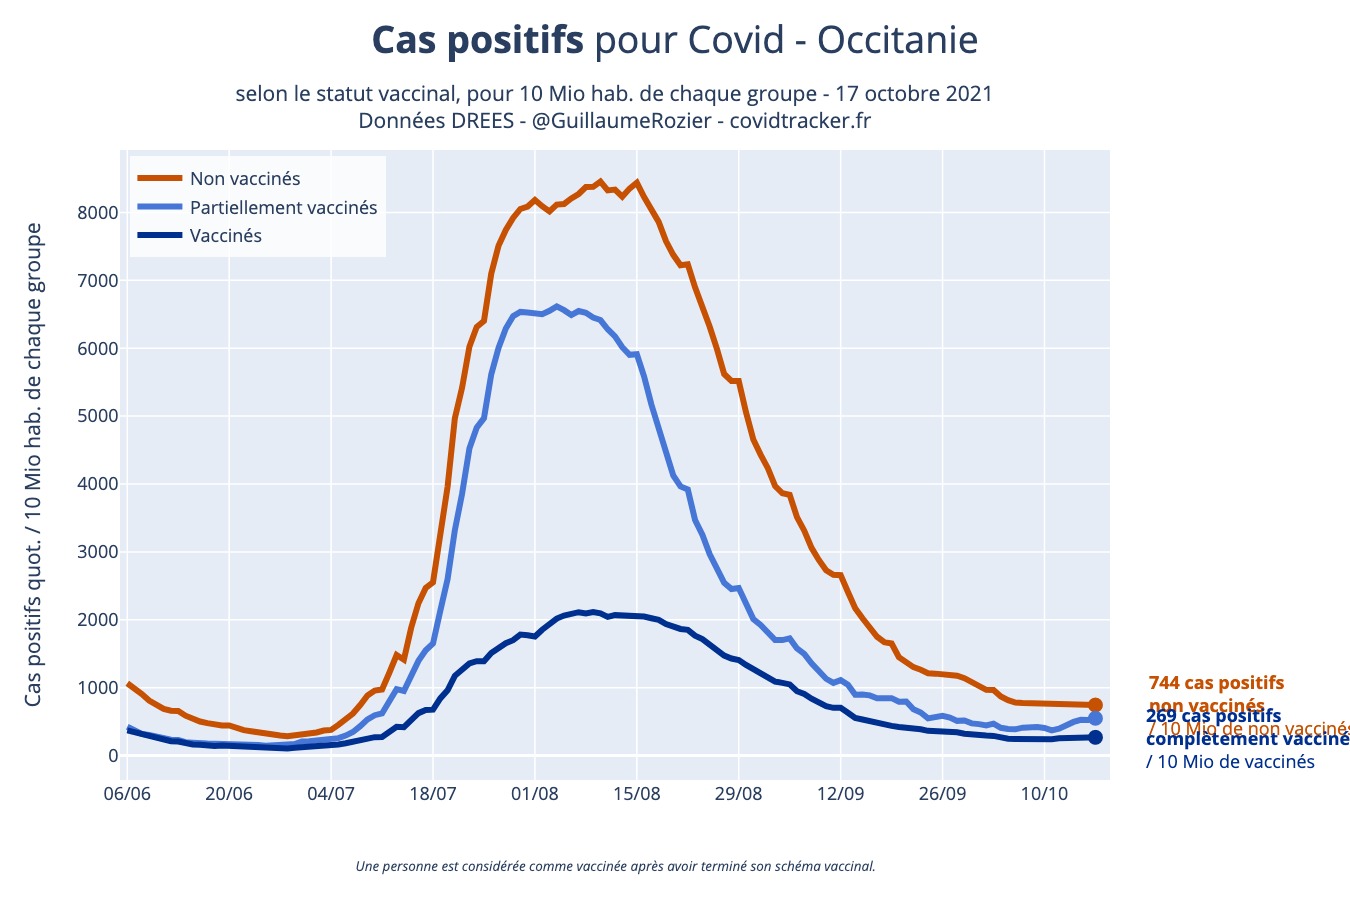 Cas positifs pour Covid - Occitanie
selon le statut vaccinal, pour 10 Mio hab. de chaque groupe - 17 octobre 2021
Données DREES - @GuillaumeRozier - covidtracker.fr
Non vaccinés
Partiellement vaccinés
Vaccinés
Cas positifs quot. / 10 Mio hab. de chaque groupe
8000
7000
6000
5000
4000
3000
2000
1000
0
06/06
20/06
04/07
18/07
01/08
15/08
29/08
12/09
26/09
10/10
744 cas positifs
non vaccinés
/ 10 Mio de non vaccinés
269 cas positifs
complètement vacciné
/ 10 Mio de vaccinés
Une personne est considérée comme vaccinée après avoir terminé son schéma vaccinal.